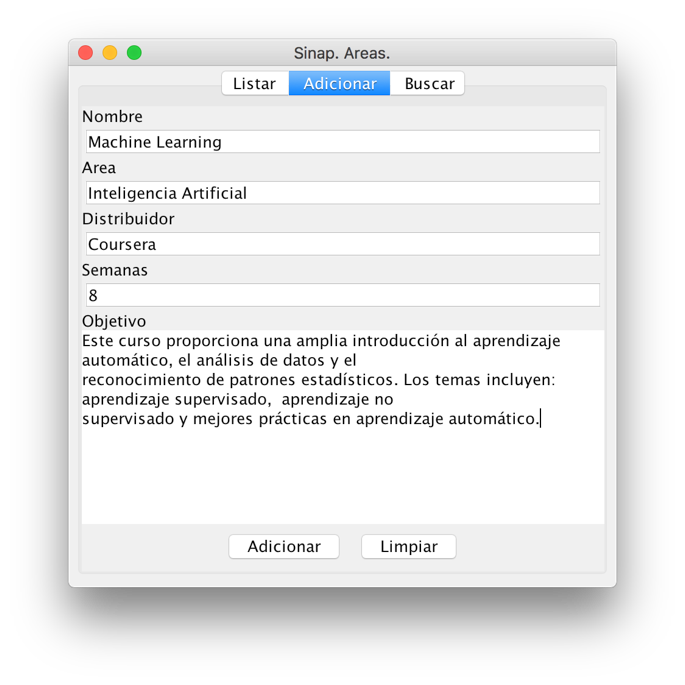 Sinap. Areas.
Listar Adicionar Buscar
Nombre
Machine Learning
Area
Inteligencia Artificial
Distribuidor
Coursera
Semanas
8
Objetivo
Este curso proporciona una amplia introducción al aprendizaje
automático, el análisis de datos y el
reconocimiento de patrones estadísticos. Los temas incluyen:
aprendizaje supervisado,  aprendizaje no
supervisado y mejores prácticas en aprendizaje automático.
Adicionar Limpiar